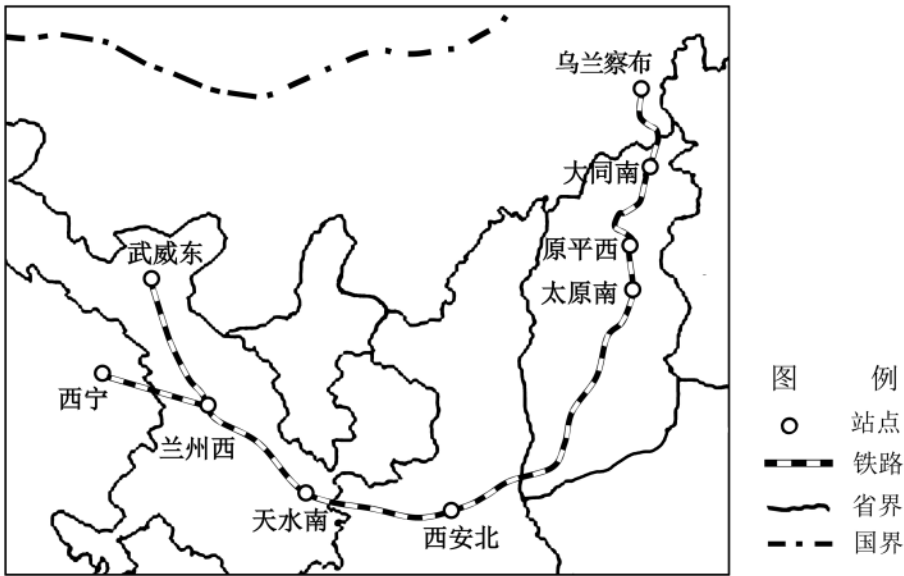 乌兰察布
大同南
武威东
原平西
太原南
西宁
兰州西
天水南
西安北
图 例
站点
铁路
省界
国界